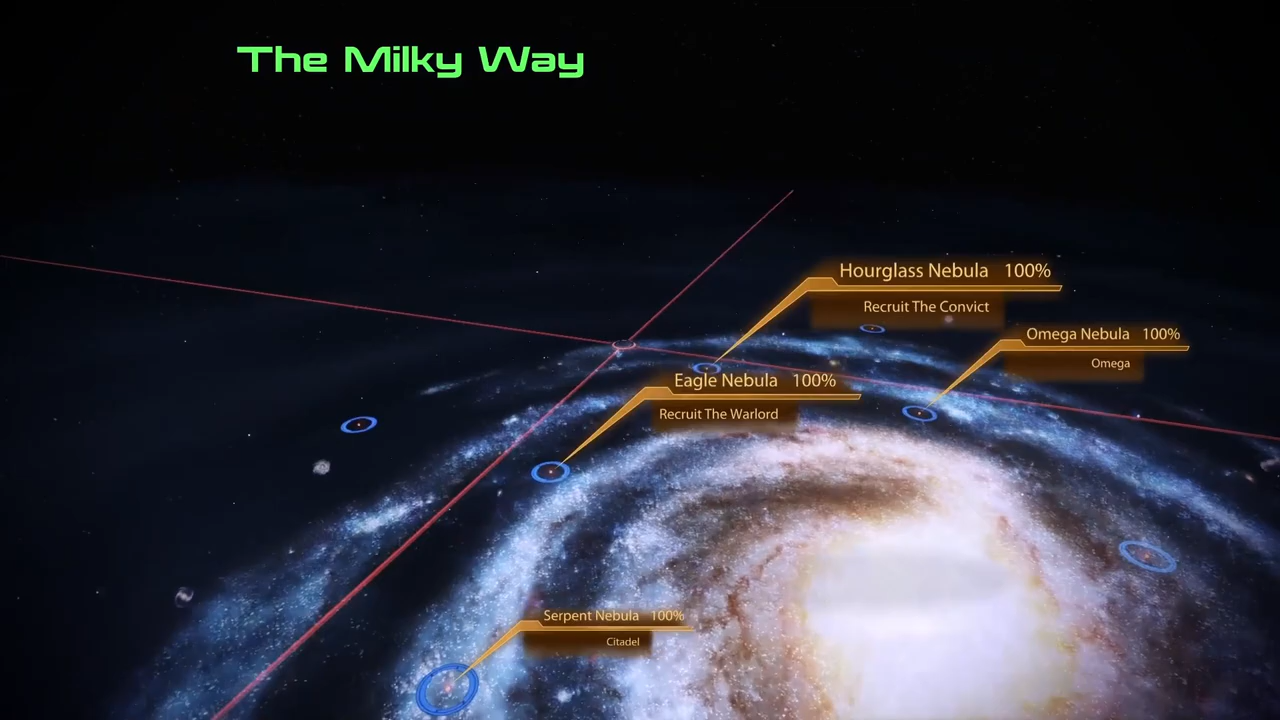 The Milky Way
Hourglass Nebula 100%
Recruit The Convict
Omega Nebula 100%
Omega
Eagle Nebula 100%
Recruit The Warlord
Serpent Nebula 100%
Citadel